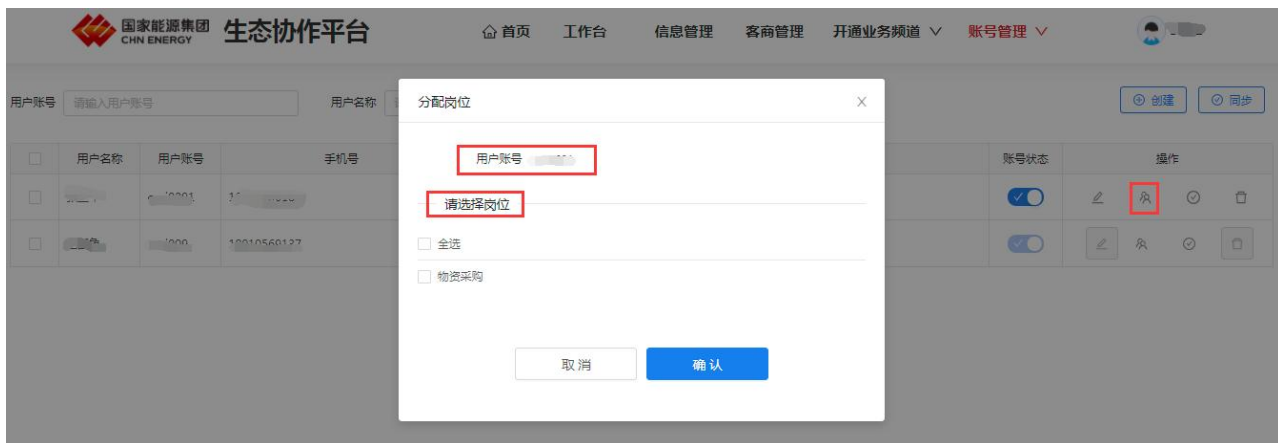 国家能源集团
CHN ENERGY
生态协作平台
首页 工作台 信息管理 客商管理 开通业务频道 账号管理
用户账号 请输入用户账号 用户名称 创建 同步
分配岗位
用户名称 用户账号 手机号 账号状态 操作
用户账号
请选择岗位
全选
物资采购
取消 确认